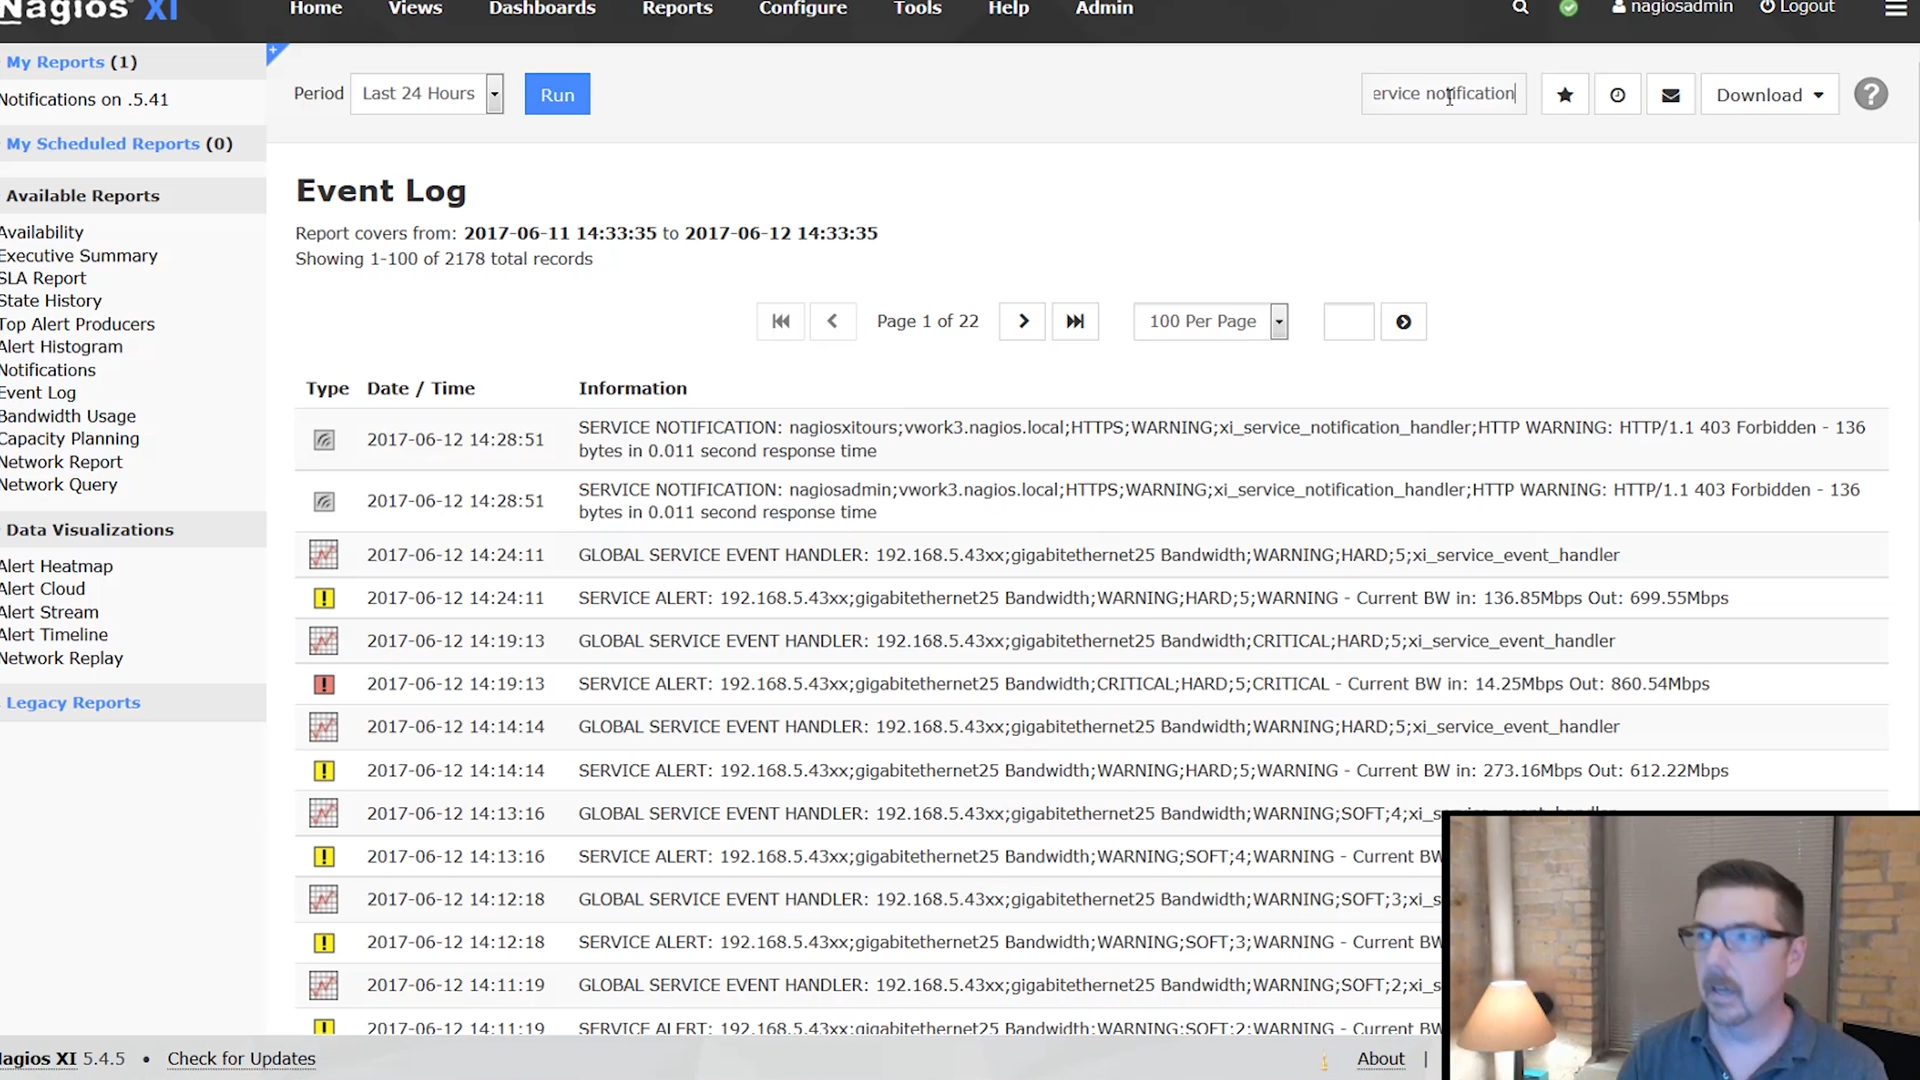 Nagios XI
Home Views Dashboards Reports Configure Tools Help Admin
nagiosadmin Logout
My Reports (1)
Notifications on .5.41
My Scheduled Reports (0)
Available Reports
Availability
Executive Summary
SLA Report
State History
Top Alert Producers
Alert Histogram
Notifications
Event Log
Bandwidth Usage
Capacity Planning
Network Report
Network Query
Data Visualizations
Alert Heatmap
Alert Cloud
Alert Stream
Alert Timeline
Network Replay
Legacy Reports
Period Last 24 Hours Run
ervice notification
Download ?
Event Log
Report covers from: 2017-06-11 14:33:35 to 2017-06-12 14:33:35
Showing 1-100 of 2178 total records
Page 1 of 22 100 Per Page
Type Date / Time Information
2017-06-12 14:28:51 SERVICE NOTIFICATION: nagiosxitours;vwork3.nagios.local;HTTPS;WARNING;xi_service_notification_handler;HTTP WARNING: HTTP/1.1 403 Forbidden - 136
bytes in 0.011 second response time
2017-06-12 14:28:51 SERVICE NOTIFICATION: nagiosadmin;vwork3.nagios.local;HTTPS;WARNING;xi_service_notification_handler;HTTP WARNING: HTTP/1.1 403 Forbidden - 136
bytes in 0.011 second response time
2017-06-12 14:24:11 GLOBAL SERVICE EVENT HANDLER: 192.168.5.43xx;gigabitethernet25 Bandwidth;WARNING;HARD;5;xi_service_event_handler
2017-06-12 14:24:11 SERVICE ALERT: 192.168.5.43xx;gigabitethernet25 Bandwidth;WARNING;HARD;5;WARNING - Current BW in: 136.85Mbps Out: 699.55Mbps
2017-06-12 14:19:13 GLOBAL SERVICE EVENT HANDLER: 192.168.5.43xx;gigabitethernet25 Bandwidth;CRITICAL;HARD;5;xi_service_event_handler
2017-06-12 14:19:13 SERVICE ALERT: 192.168.5.43xx;gigabitethernet25 Bandwidth;CRITICAL;HARD;5;CRITICAL - Current BW in: 14.25Mbps Out: 860.54Mbps
2017-06-12 14:14:14 GLOBAL SERVICE EVENT HANDLER: 192.168.5.43xx;gigabitethernet25 Bandwidth;WARNING;HARD;5;xi_service_event_handler
2017-06-12 14:14:14 SERVICE ALERT: 192.168.5.43xx;gigabitethernet25 Bandwidth;WARNING;HARD;5;WARNING - Current BW in: 273.16Mbps Out: 612.22Mbps
2017-06-12 14:13:16 GLOBAL SERVICE EVENT HANDLER: 192.168.5.43xx;gigabitethernet25 Bandwidth;WARNING;SOFT;4;xi_service_event_handler
2017-06-12 14:13:16 SERVICE ALERT: 192.168.5.43xx;gigabitethernet25 Bandwidth;WARNING;SOFT;4;WARNING - Current BW
2017-06-12 14:12:18 GLOBAL SERVICE EVENT HANDLER: 192.168.5.43xx;gigabitethernet25 Bandwidth;WARNING;SOFT;3;xi_s
2017-06-12 14:12:18 SERVICE ALERT: 192.168.5.43xx;gigabitethernet25 Bandwidth;WARNING;SOFT;3;WARNING - Current BW
2017-06-12 14:11:19 GLOBAL SERVICE EVENT HANDLER: 192.168.5.43xx;gigabitethernet25 Bandwidth;WARNING;SOFT;2;xi_s
2017-06-12 14:11:19 SERVICE ALERT: 192.168.5.43xx;gigabitethernet25 Bandwidth;WARNING;SOFT;2;WARNING - Current BW
Nagios XI 5.4.5 • Check for Updates
About |